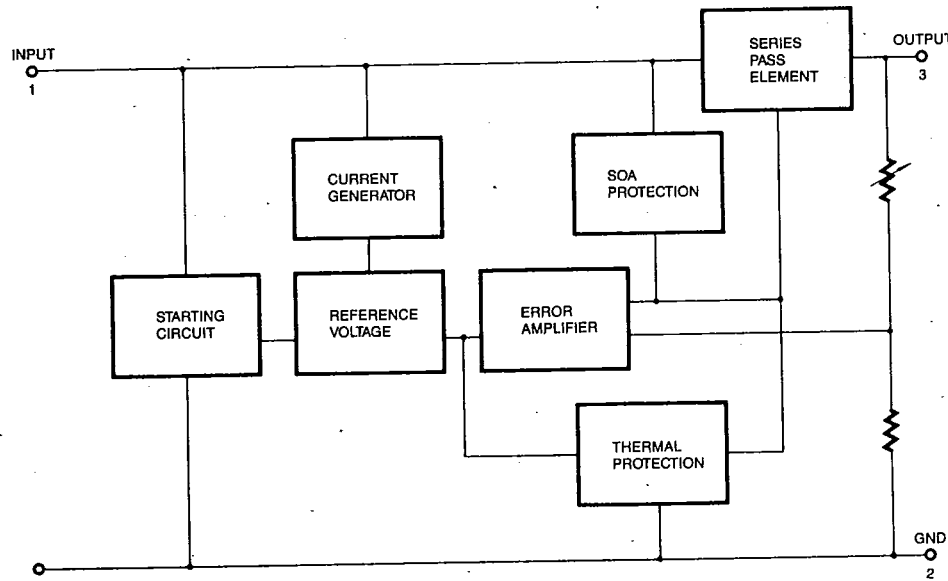 INPUT
1
SERIES
PASS
ELEMENT
OUTPUT
3
CURRENT
GENERATOR
SOA
PROTECTION
STARTING
CIRCUIT
REFERENCE
VOLTAGE
ERROR
AMPLIFIER
THERMAL
PROTECTION
GND
2